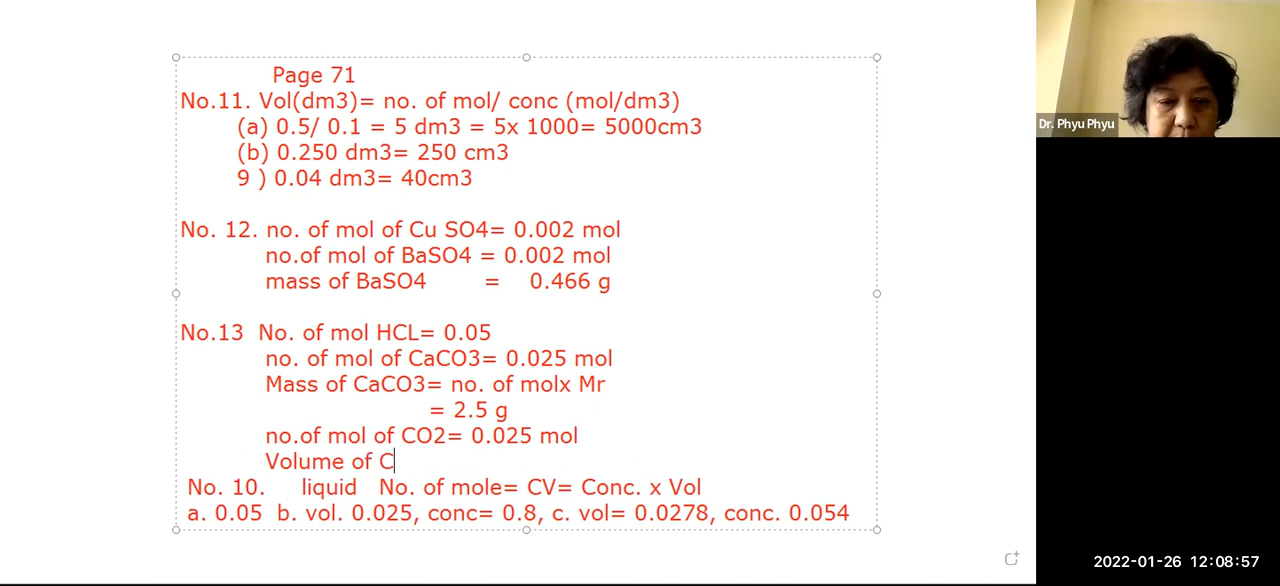 Page 71
No.11. Vol(dm3)= no. of mol/ conc (mol/dm3)
(a) 0.5/ 0.1 = 5 dm3 = 5x 1000= 5000cm3
(b) 0.250 dm3= 250 cm3
9 ) 0.04 dm3= 40cm3
No. 12. no. of mol of Cu SO4= 0.002 mol
no.of mol of BaSO4 = 0.002 mol
mass of BaSO4 = 0.466 g
No.13 No. of mol HCL= 0.05
no. of mol of CaCO3= 0.025 mol
Mass of CaCO3= no. of molx Mr
= 2.5 g
no.of mol of CO2= 0.025 mol
Volume of C
No. 10. liquid No. of mole= CV= Conc. x Vol
a. 0.05 b. vol. 0.025, conc= 0.8, c. vol= 0.0278, conc. 0.054
Dr. Phyu Phyu
2022-01-26 12:08:57